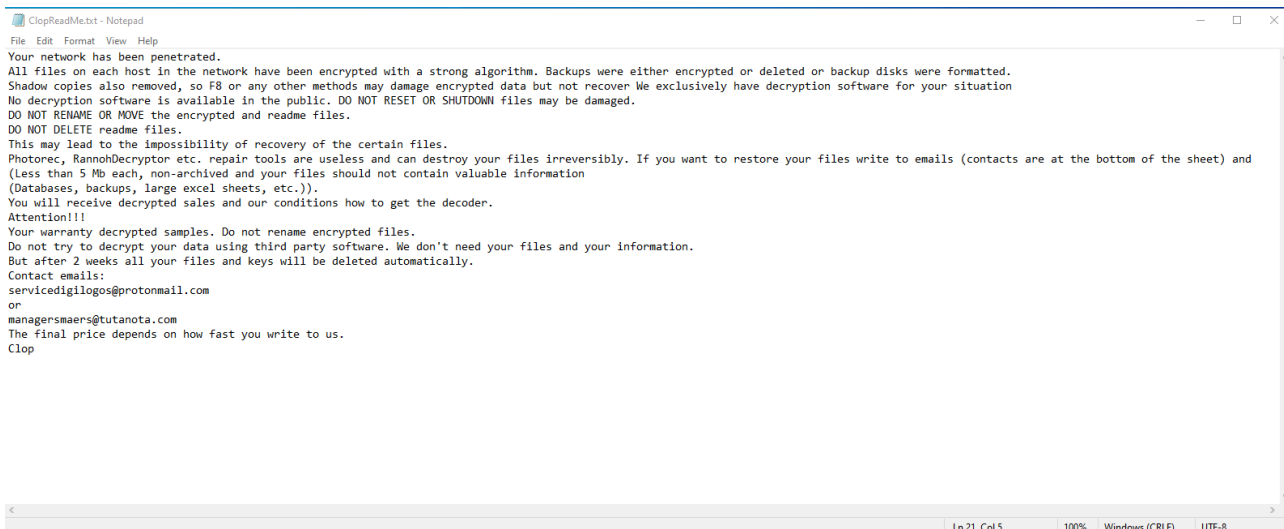 ClopReadMe.txt - Notepad
File Edit Format View Help
Your network has been penetrated.
All files on each host in the network have been encrypted with a strong algorithm. Backups were either encrypted or deleted or backup disks were formatted.
Shadow copies also removed, so F8 or any other methods may damage encrypted data but not recover We exclusively have decryption software for your situation
No decryption software is available in the public. DO NOT RESET OR SHUTDOWN files may be damaged.
DO NOT RENAME OR MOVE the encrypted and readme files.
DO NOT DELETE readme files.
This may lead to the impossibility of recovery of the certain files.
Photorec, RannohDecryptor etc. repair tools are useless and can destroy your files irreversibly. If you want to restore your files write to emails (contacts are at the bottom of the sheet) and
(Less than 5 Mb each, non-archived and your files should not contain valuable information
(Databases, backups, large excel sheets, etc.)).
You will receive decrypted sales and our conditions how to get the decoder.
Attention!!!
Your warranty decrypted samples. Do not rename encrypted files.
Do not try to decrypt your data using third party software. We don't need your files and your information.
But after 2 weeks all your files and keys will be deleted automatically.
Contact emails:
servicedigilogos@protonmail.com
or
managersmaers@tutanota.com
The final price depends on how fast you write to us.
Clop
Ln 21, Col 5 100% Windows (CRLF) UTF-8